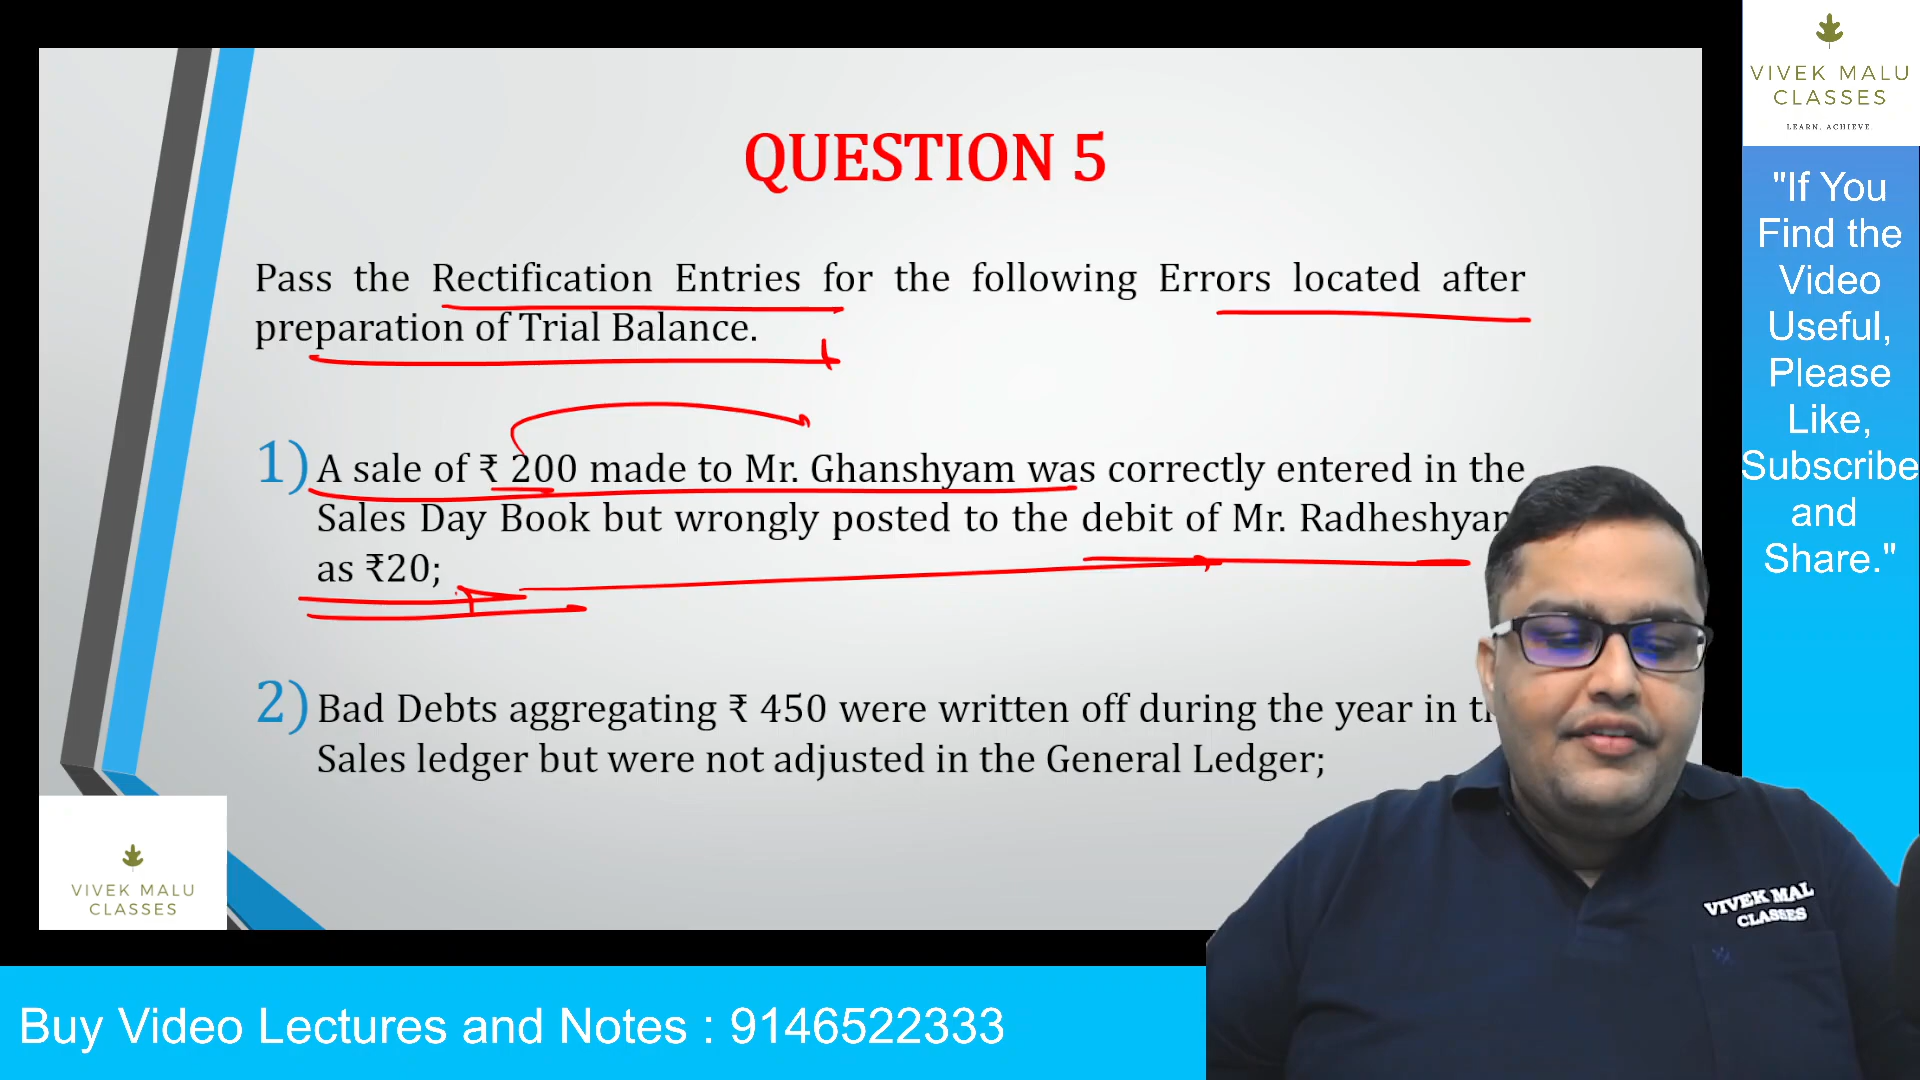 QUESTION 5
Pass the Rectification Entries for the following Errors located after
preparation of Trial Balance.
1) A sale of ₹ 200 made to Mr. Ghanshyam was correctly entered in the
Sales Day Book but wrongly posted to the debit of Mr.
as ₹20;
2) Bad Debts aggregating ₹ 450 were written off during the year in
Sales ledger but were not adjusted in the General Ledger;
VIVEK MALU
CLASSES
VIVEK MALU
CLASSES
LEARN. ACHIEVE.
"If You
Find the
Video
Useful,
Please
Like,
Subscribe
and
Share."
VIVEK MAL
CLASSES
Buy Video Lectures and Notes : 9146522333